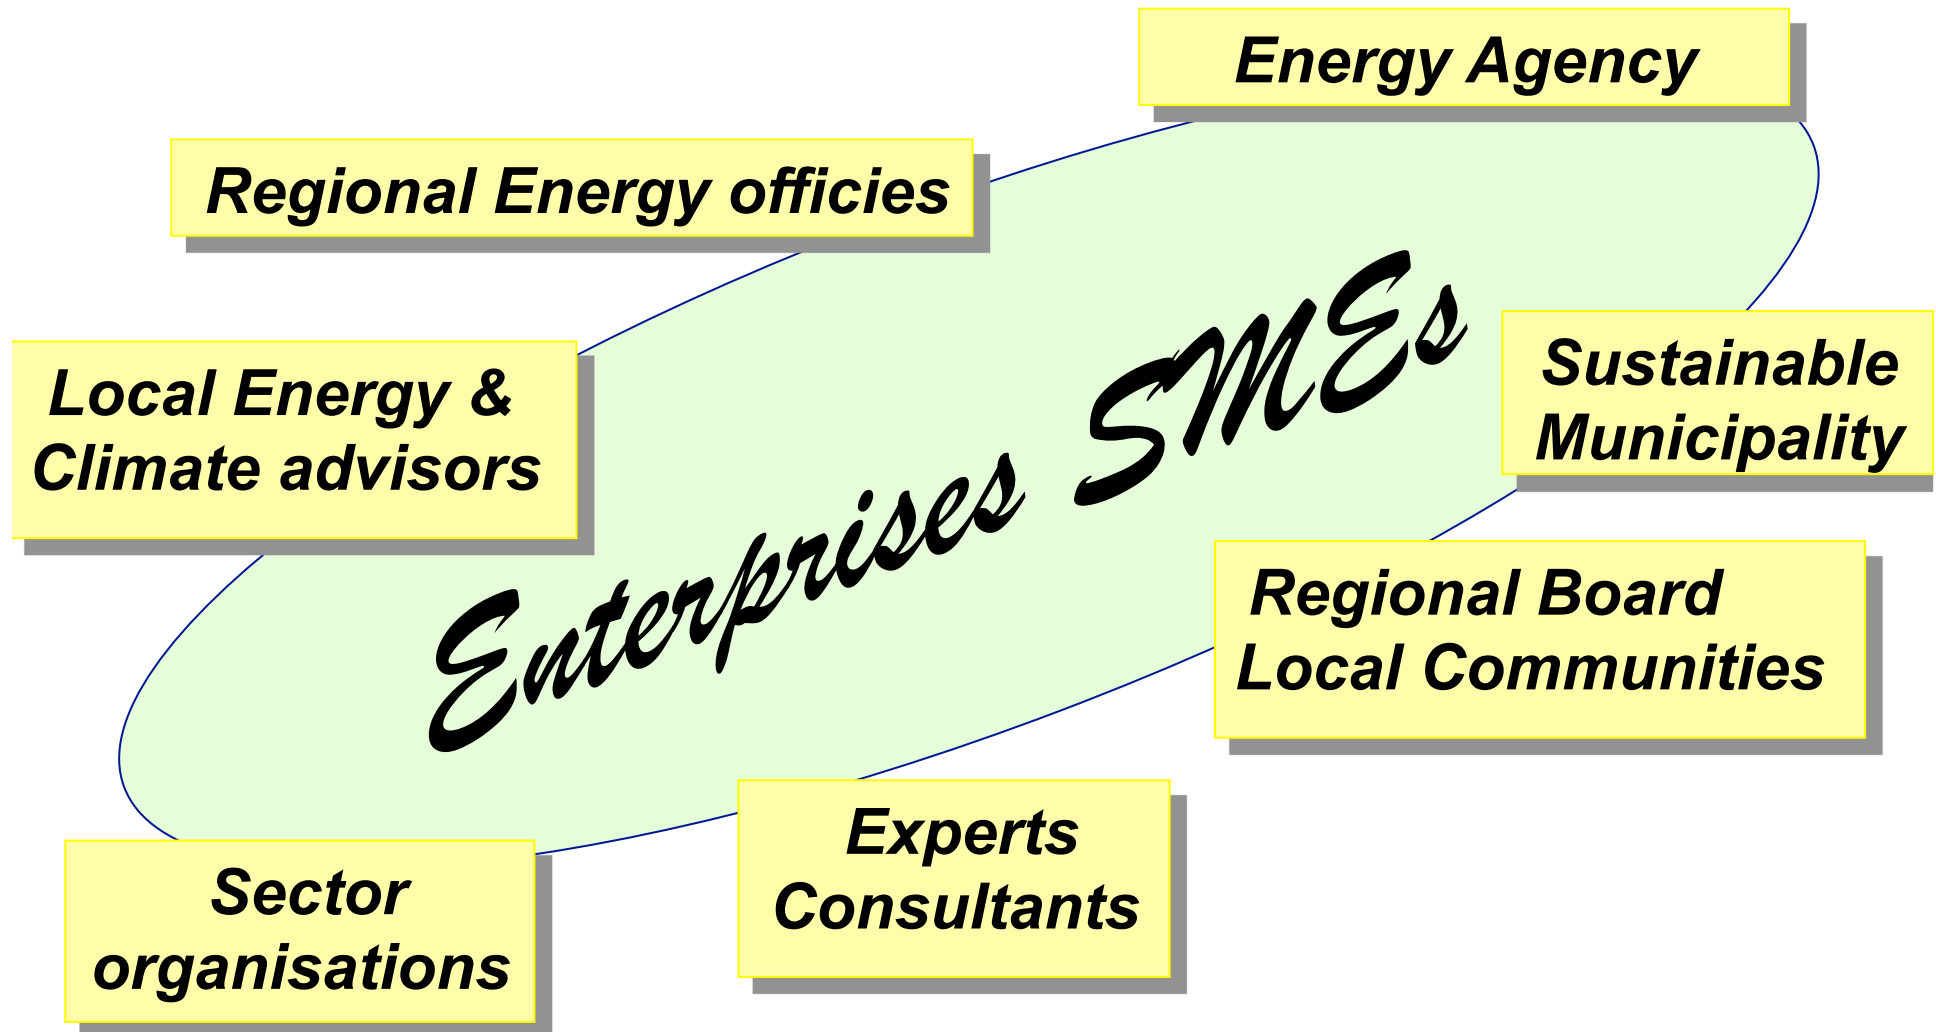 Energy Agency
Regional Energy officies
Local Energy &
Climate advisors
Enterprises SMEs
Sustainable
Municipality
Regional Board
Local Communities
Experts
Consultants
Sector
organisations